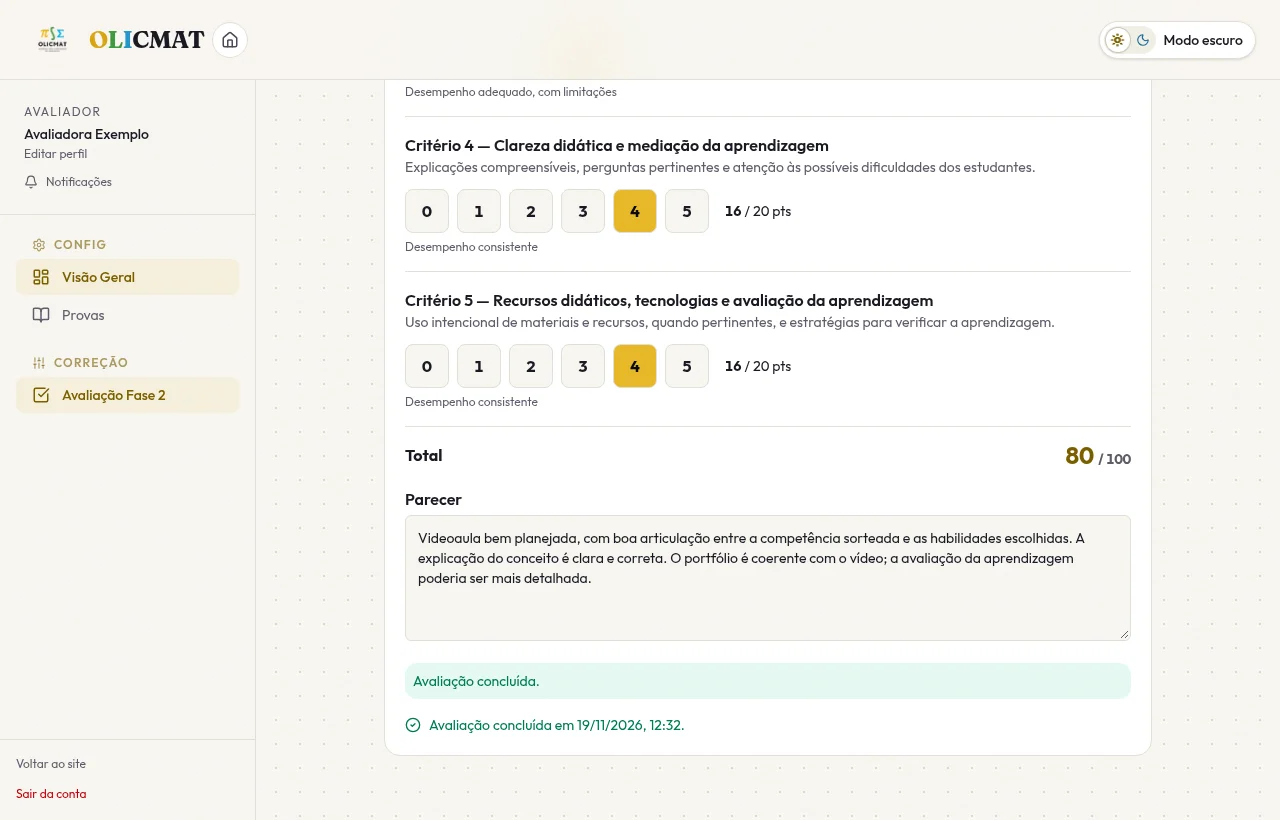 πSΣ
OLICMAT
OLICMAT
Modo escuro
AVALIADOR
Avaliadora Exemplo
Editar perfil
Notificações
CONFIG
Visão Geral
Provas
CORREÇÃO
Avaliação Fase 2
Voltar ao site
Sair da conta
Desempenho adequado, com limitações
Critério 4 — Clareza didática e mediação da aprendizagem
Explicações compreensíveis, perguntas pertinentes e atenção às possíveis dificuldades dos estudantes.
0 1 2 3 4 5 16 / 20 pts
Desempenho consistente
Critério 5 — Recursos didáticos, tecnologias e avaliação da aprendizagem
Uso intencional de materiais e recursos, quando pertinentes, e estratégias para verificar a aprendizagem.
0 1 2 3 4 5 16 / 20 pts
Desempenho consistente
Total 80 / 100
Parecer
Videoaula bem planejada, com boa articulação entre a competência sorteada e as habilidades escolhidas. A
explicação do conceito é clara e correta. O portfólio é coerente com o vídeo; a avaliação da aprendizagem
poderia ser mais detalhada.
Avaliação concluída.
Avaliação concluída em 19/11/2026, 12:32.